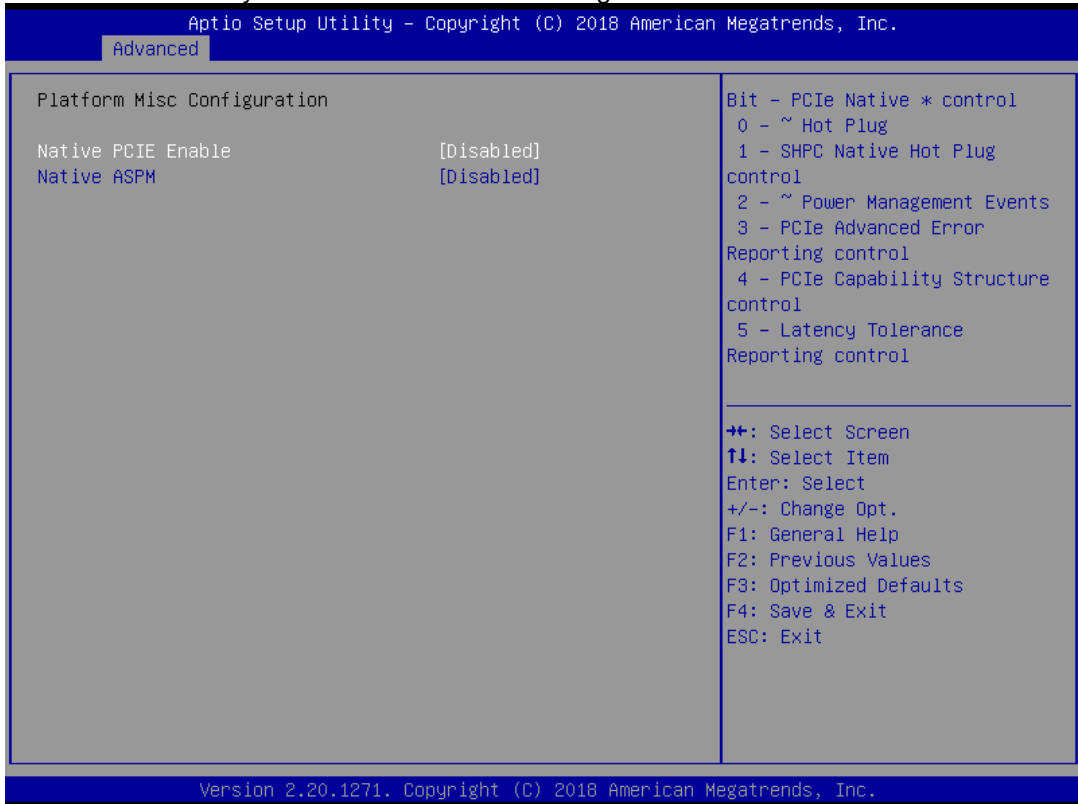 Aptio Setup Utility – Copyright (C) 2018 American Megatrends, Inc.
Advanced
Platform Misc Configuration
Native PCIE Enable [Disabled]
Native ASPM [Disabled]
Bit – PCIe Native * control
0 – ~ Hot Plug
1 – SHPC Native Hot Plug
control
2 – ~ Power Management Events
3 – PCIe Advanced Error
Reporting control
4 – PCIe Capability Structure
control
5 – Latency Tolerance
Reporting control
→←: Select Screen
↑↓: Select Item
Enter: Select
+/-: Change Opt.
F1: General Help
F2: Previous Values
F3: Optimized Defaults
F4: Save & Exit
ESC: Exit
Version 2.20.1271. Copyright (C) 2018 American Megatrends, Inc.